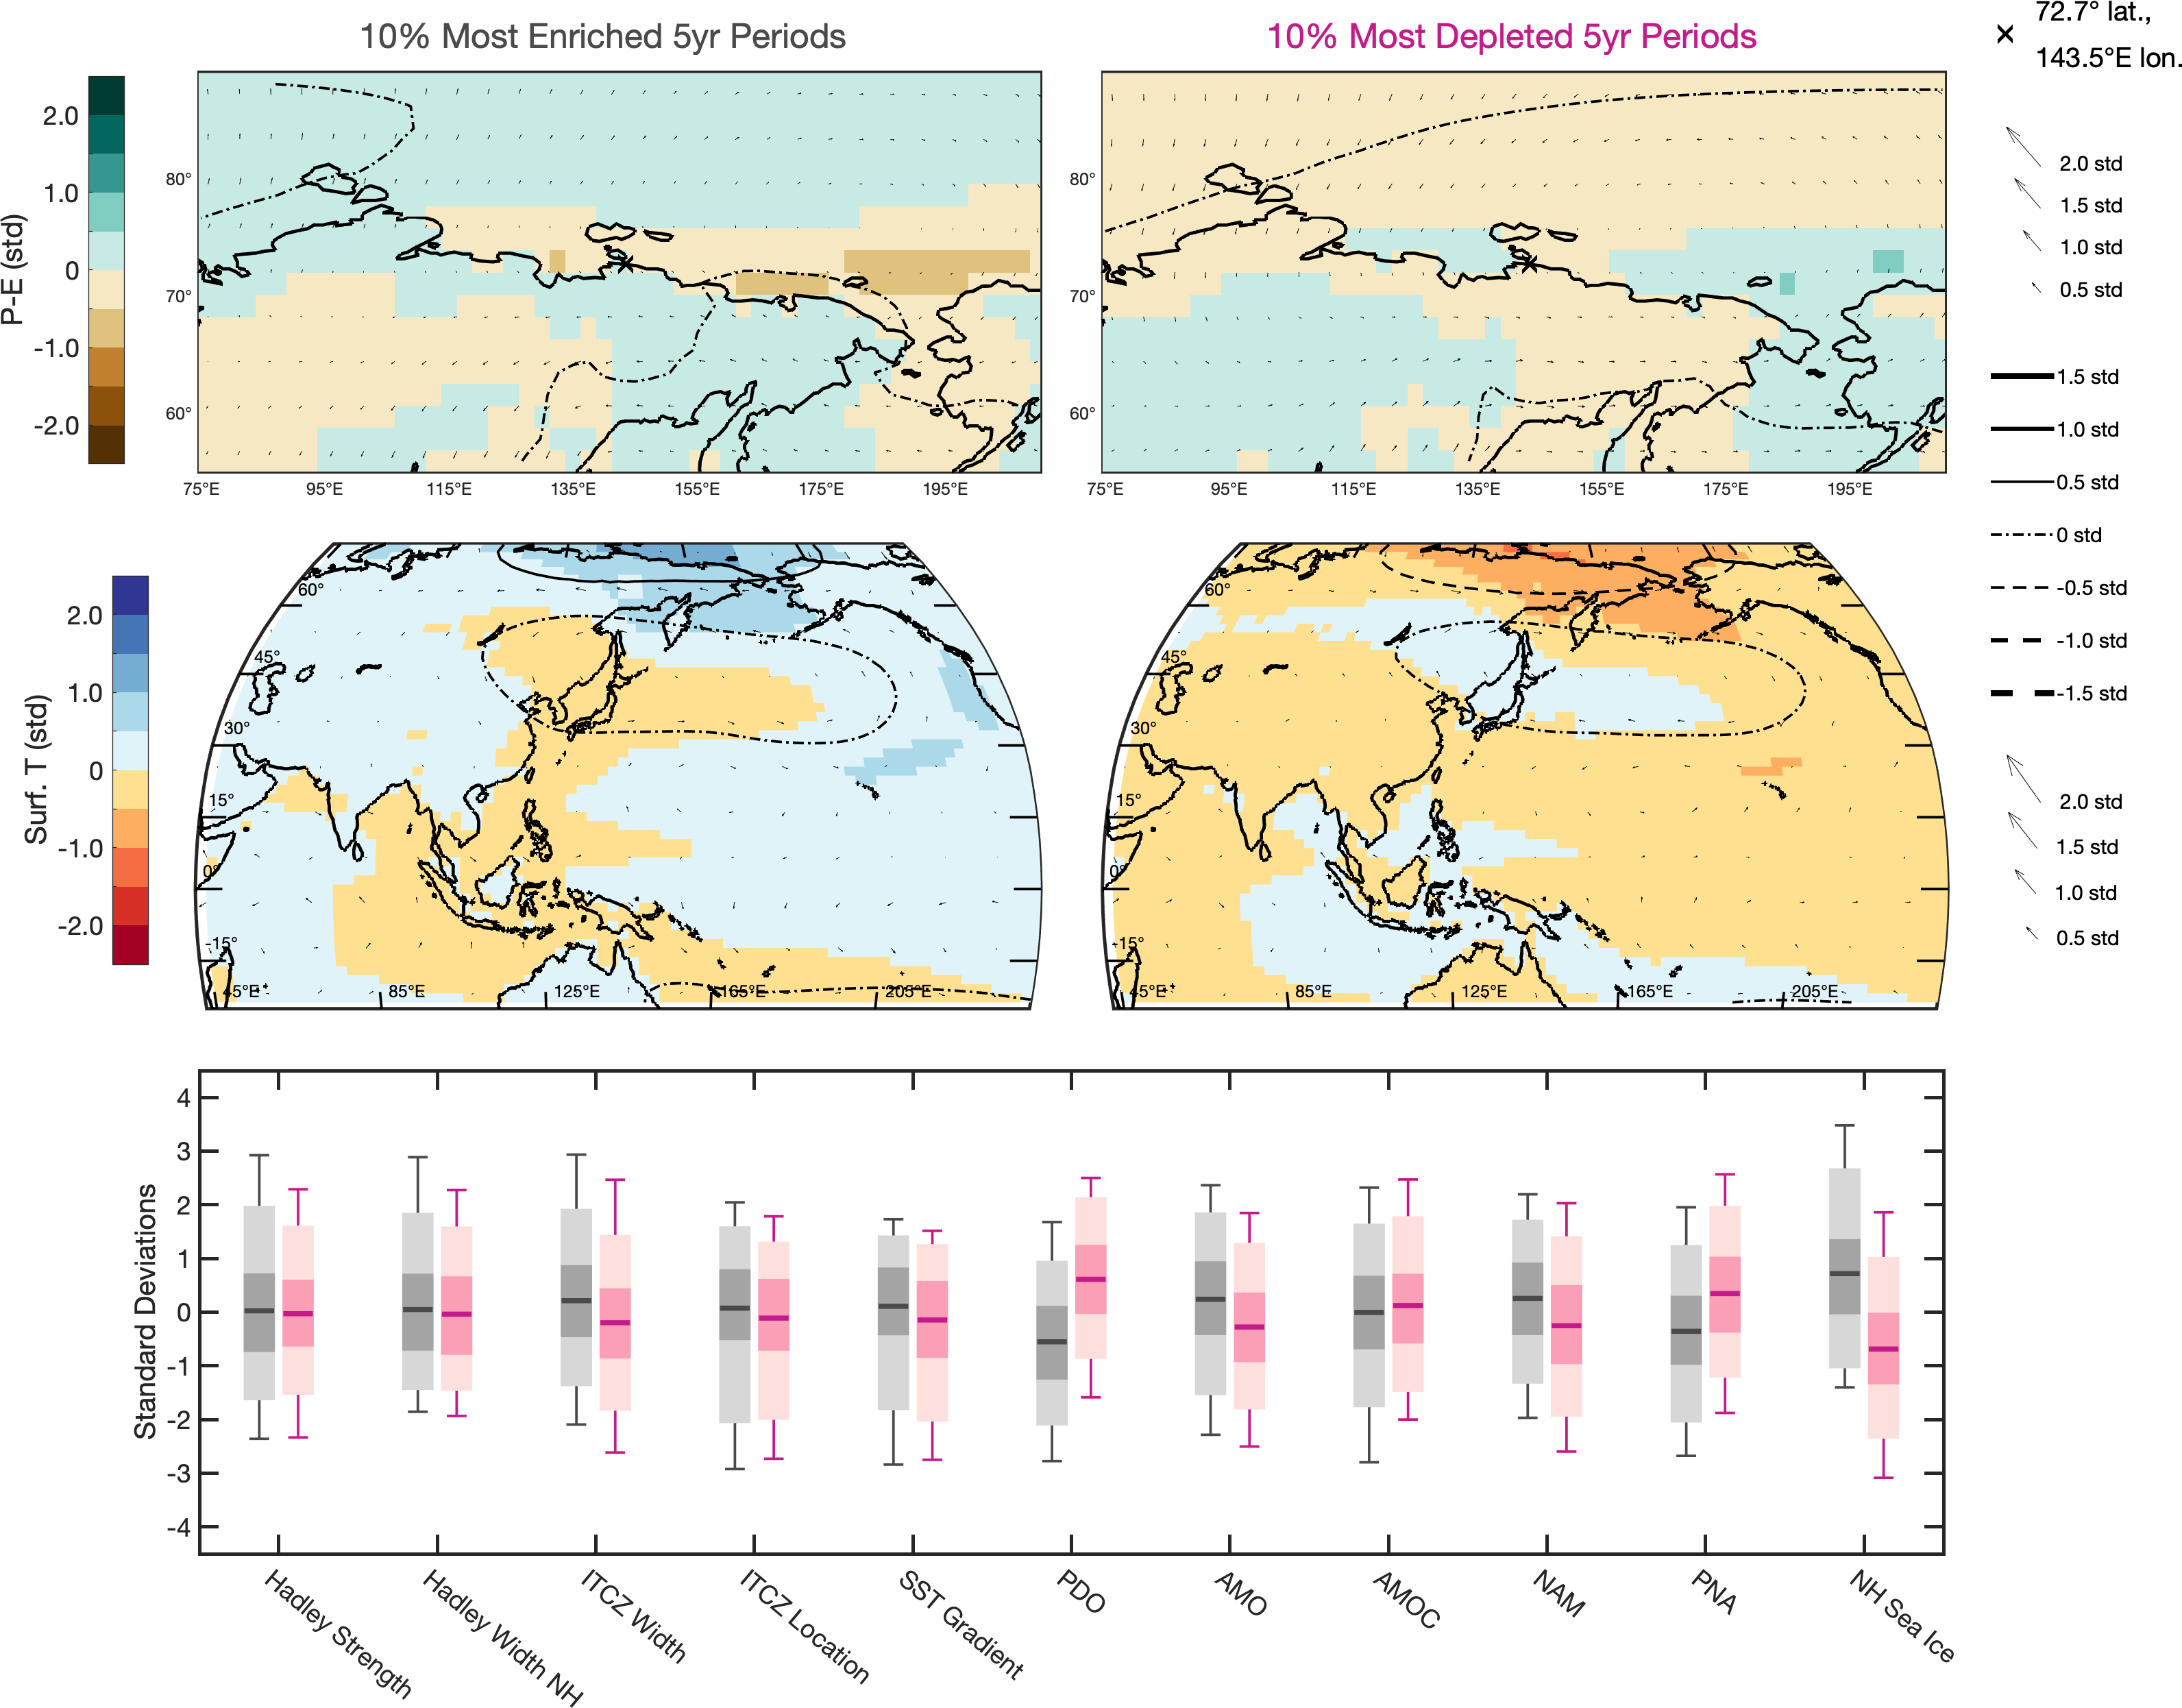 10% Most Enriched 5yr Periods
10% Most Depleted 5yr Periods
72.7° lat.,
143.5°E lon.
P-E (std)
2.0
1.0
0
-1.0
-2.0
80°
70°
60°
75°E 95°E 115°E 135°E 155°E 175°E 195°E
80°
70°
60°
75°E 95°E 115°E 135°E 155°E 175°E 195°E
2.0 std
1.5 std
1.0 std
0.5 std
1.5 std
1.0 std
0.5 std
0 std
-0.5 std
-1.0 std
-1.5 std
Surf. T (std)
2.0
1.0
0
-1.0
-2.0
60°
45°
30°
15°
0°
-15°
45°E 85°E 125°E 165°E 205°E
60°
45°
30°
15°
0°
-15°
45°E 85°E 125°E 165°E 205°E
2.0 std
1.5 std
1.0 std
0.5 std
Standard Deviations
4
3
2
1
0
-1
-2
-3
-4
Hadley Strength
Hadley Width NH
ITCZ Width
ITCZ Location
SST Gradient
PDO
AMO
AMOC
NAM
PNA
NH Sea Ice